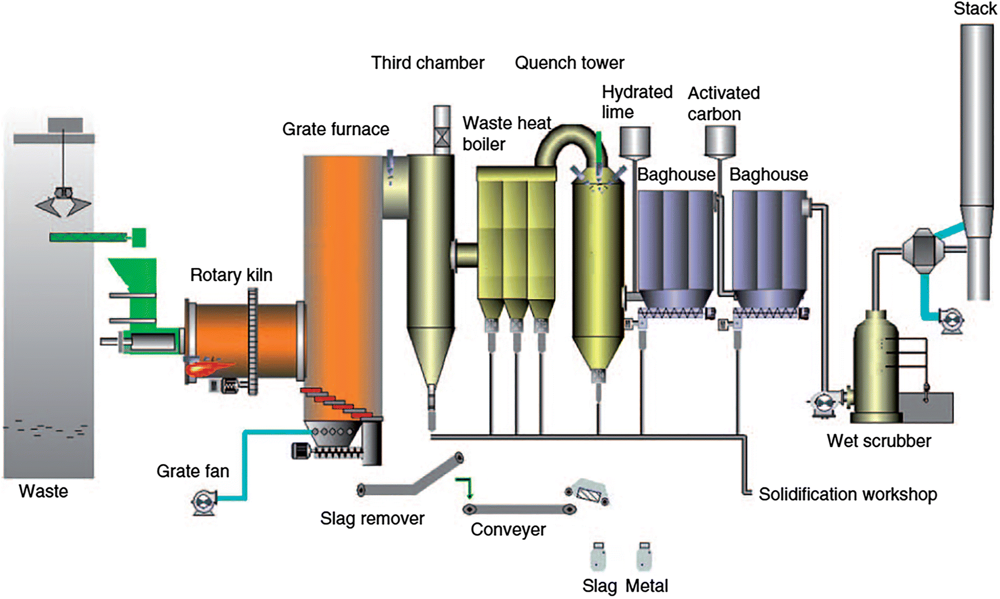 Stack
Third chamber
Quench tower
Hydrated
lime
Activated
carbon
Grate furnace
Waste heat
boiler
Baghouse
Baghouse
Rotary kiln
Wet scrubber
Grate fan
Waste
Solidification workshop
Slag remover
Conveyer
Slag
Metal